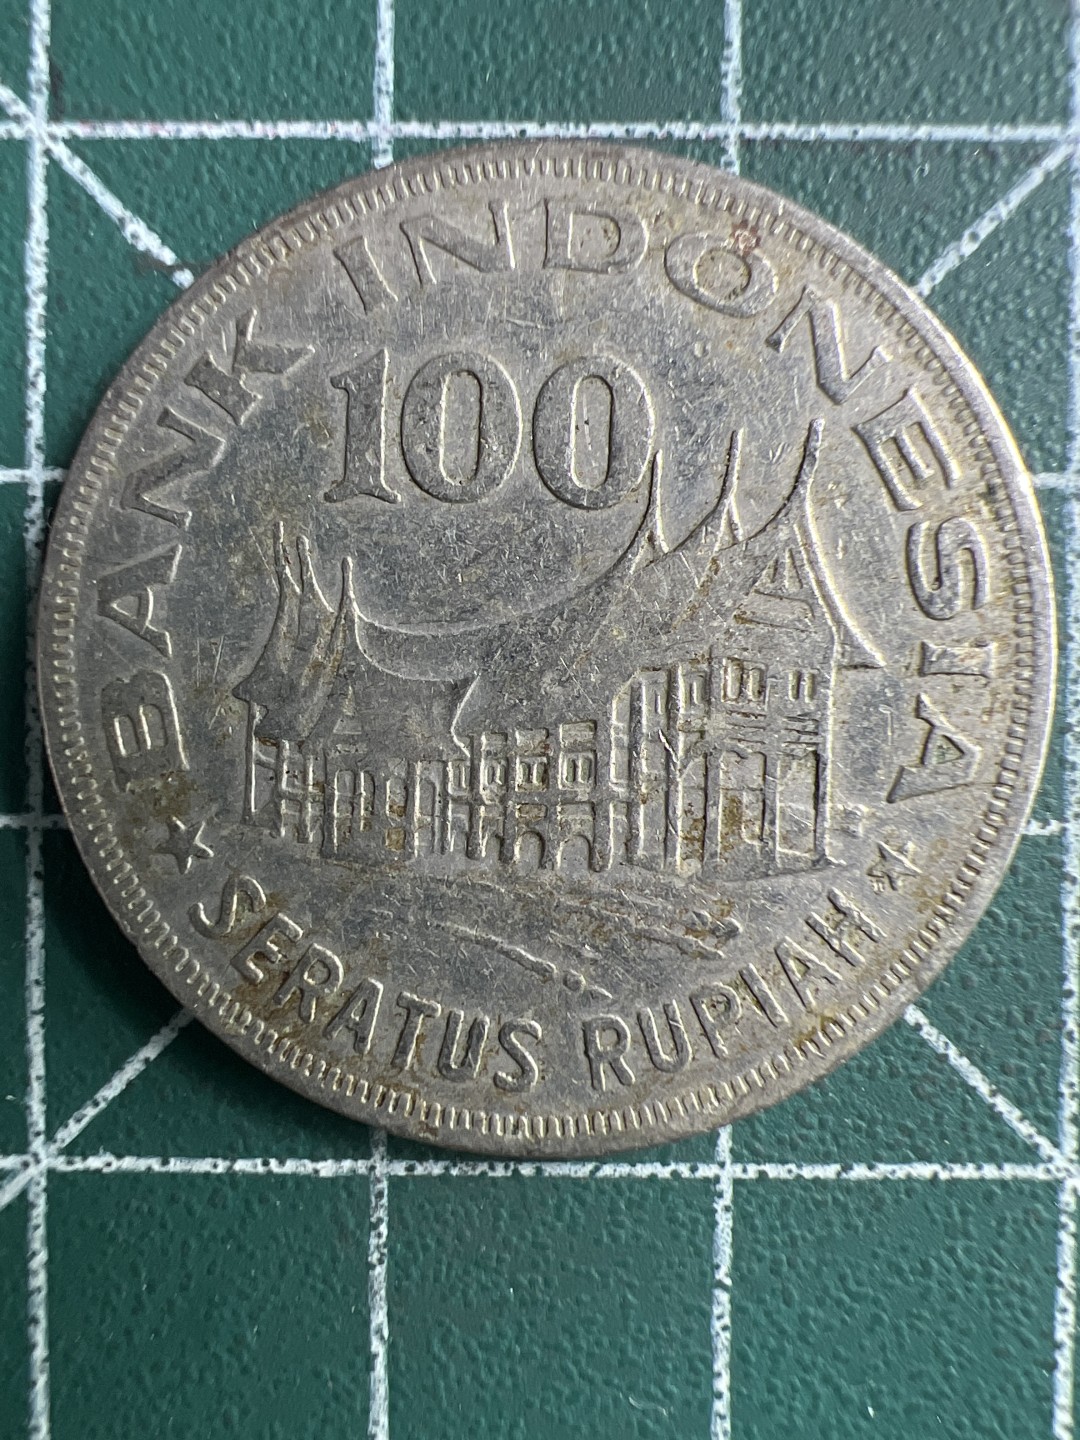 BANK INDONESIA
100
SERATUS RUPIAH